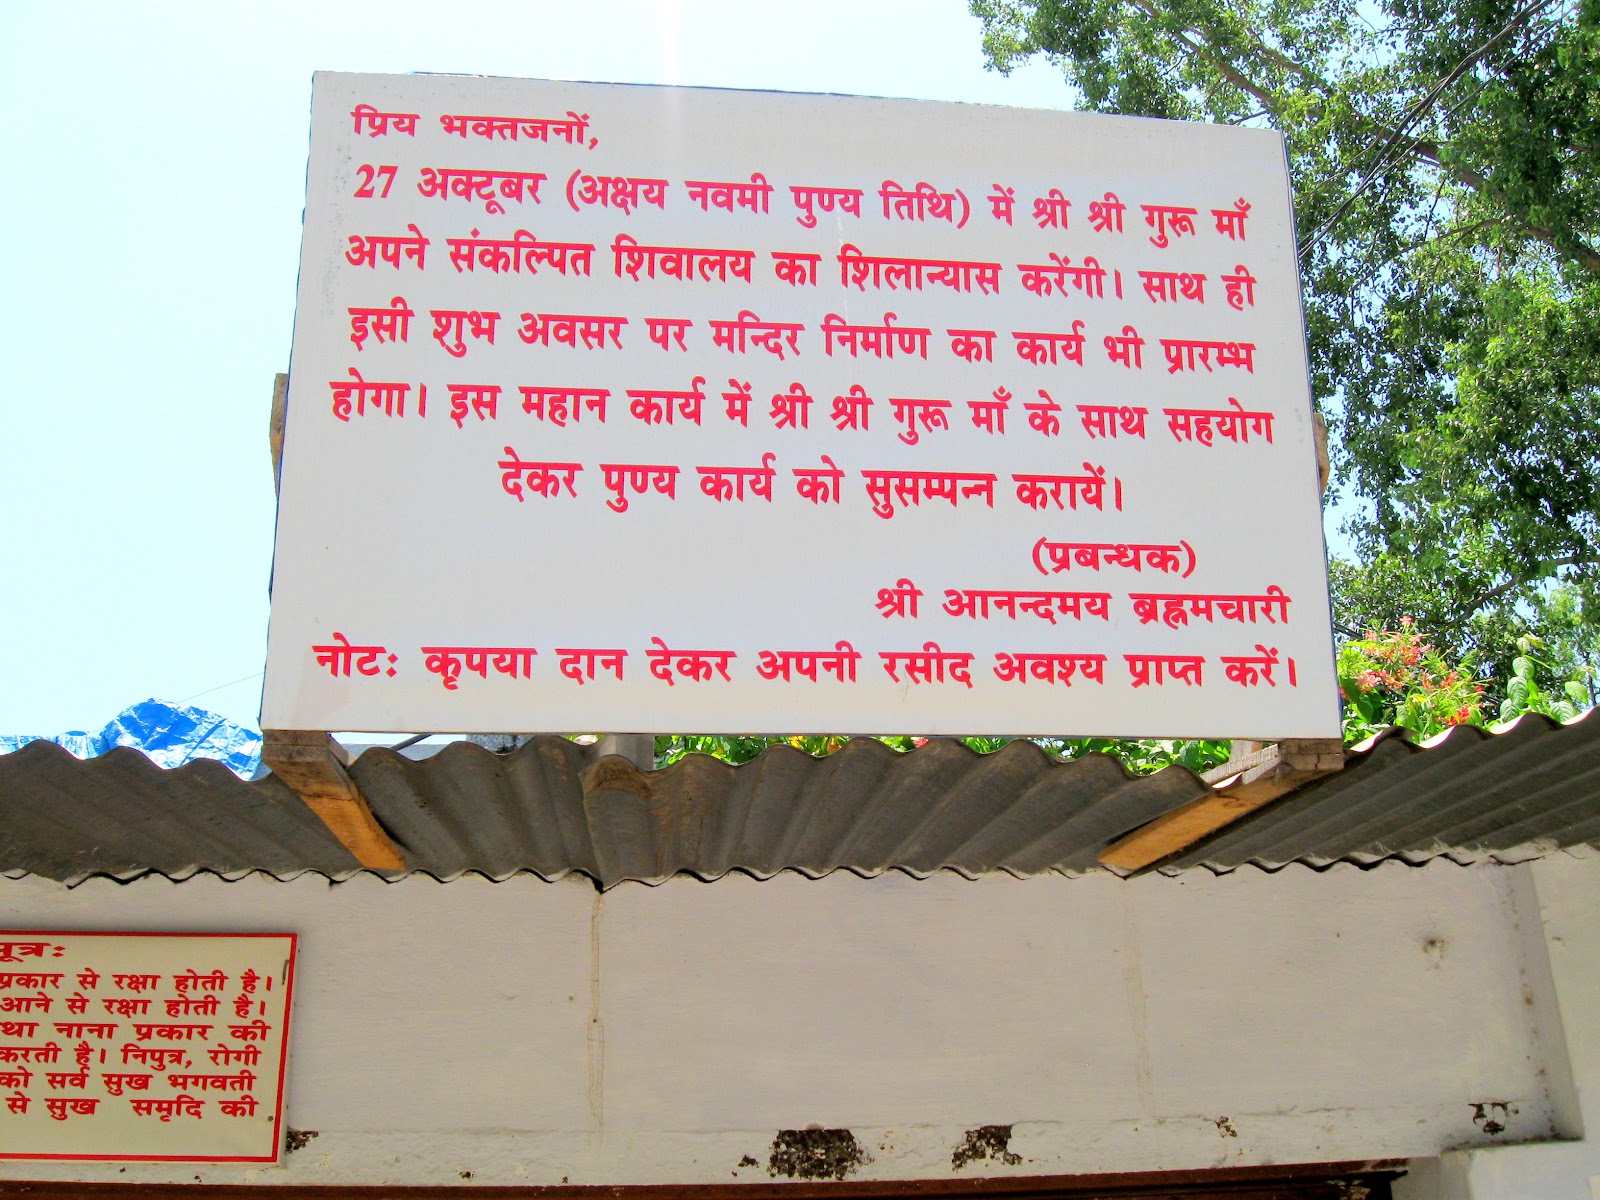 प्रिय भक्तजनों,
27 अक्टूबर (अक्षय नवमी पुण्य तिथि) में श्री श्री गुरू माँ
अपने संकल्पित शिवालय का शिलान्यास करेंगी। साथ ही
इसी शुभ अवसर पर मन्दिर निर्माण का कार्य भी प्रारम्भ
होगा। इस महान कार्य में श्री श्री गुरू माँ के साथ सहयोग
देकर पुण्य कार्य को सुसम्पन्न करायें।
(प्रबन्धक)
श्री आनन्दमय ब्रह्नमचारी
नोटः कृपया दान देकर अपनी रसीद अवश्य प्राप्त करें।
प्रकार से रक्षा होती है।
आने से रक्षा होती है।
था नाना प्रकार की
करती है। निपुत्र, रोगी
को सर्व सुख भगवती
से सुख समृदि की